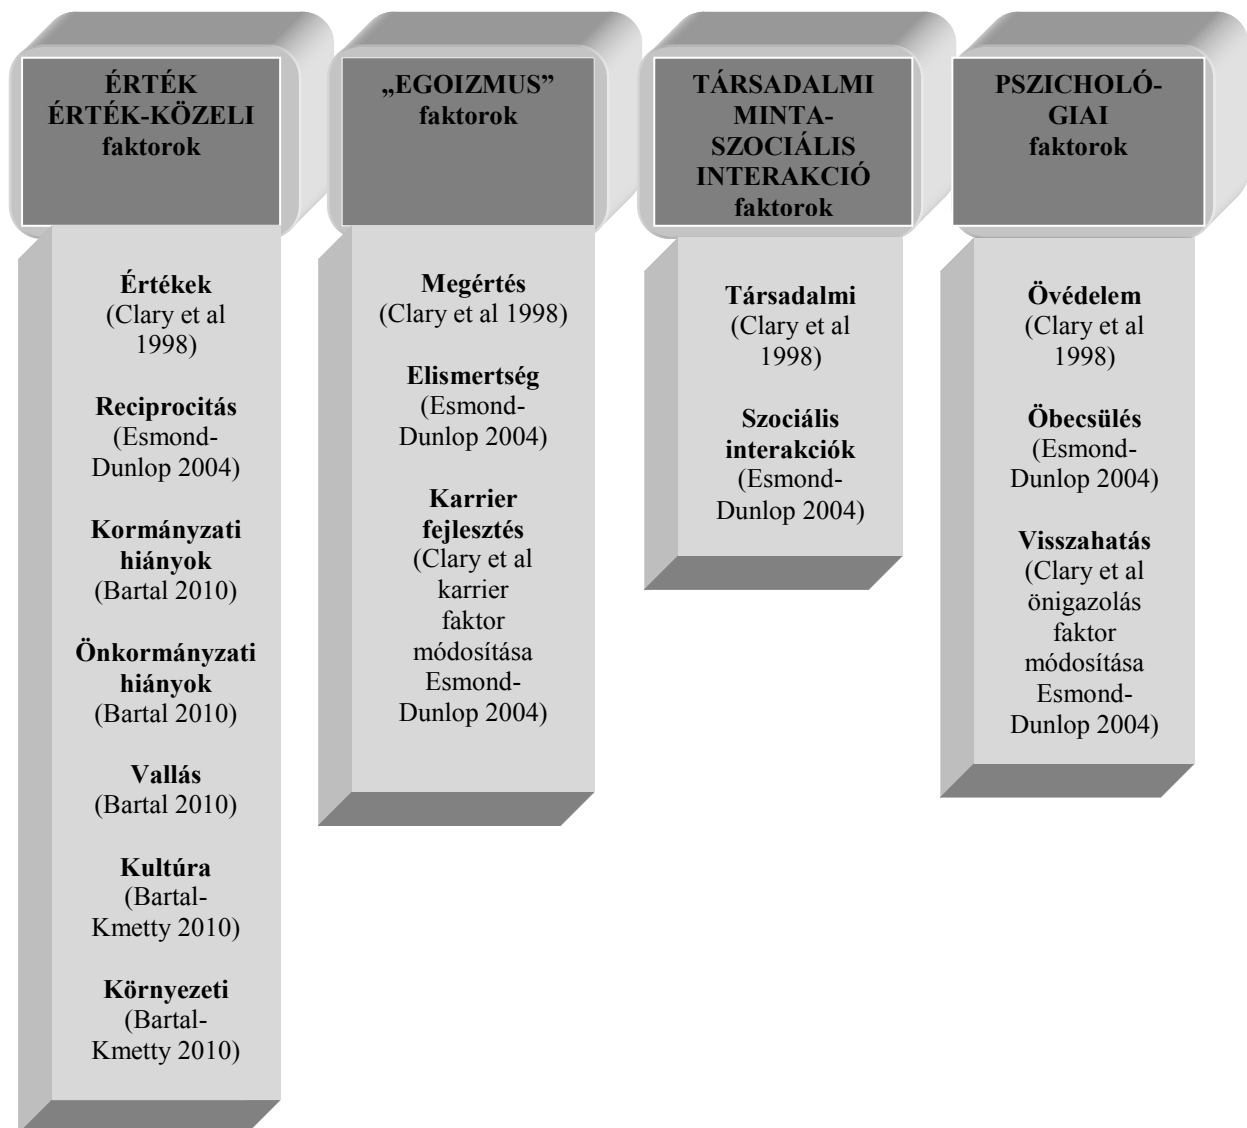 ÉRTÉK
ÉRTÉK-KÖZELI
faktorok
Értékek
(Clary et al
1998)
Reciprocitás
(Esmond-
Dunlop 2004)
Kormányzati
hiányok
(Bartal 2010)
Önkormányzati
hiányok
(Bartal 2010)
Vallás
(Bartal 2010)
Kultúra
(Bartal-
Kmetty 2010)
Környezeti
(Bartal-
Kmetty 2010)
„EGOIZMUS”
faktorok
Megértés
(Clary et al 1998)
Elismertség
(Esmond-
Dunlop 2004)
Karrier
fejlesztés
(Clary et al
karrier
faktor
módosítása
Esmond-
Dunlop 2004)
TÁRSADALMI
MINTA-
SZOCIÁLIS
INTERAKCIÓ
faktorok
Társadalmi
(Clary et al
1998)
Szociális
interakciók
(Esmond-
Dunlop 2004)
PSZICHOLÓ-
GIAI
faktorok
Övédelem
(Clary et al
1998)
Öbecsülés
(Esmond-
Dunlop 2004)
Visszahatás
(Clary et al
önigazolás
faktor
módosítása
Esmond-
Dunlop 2004)